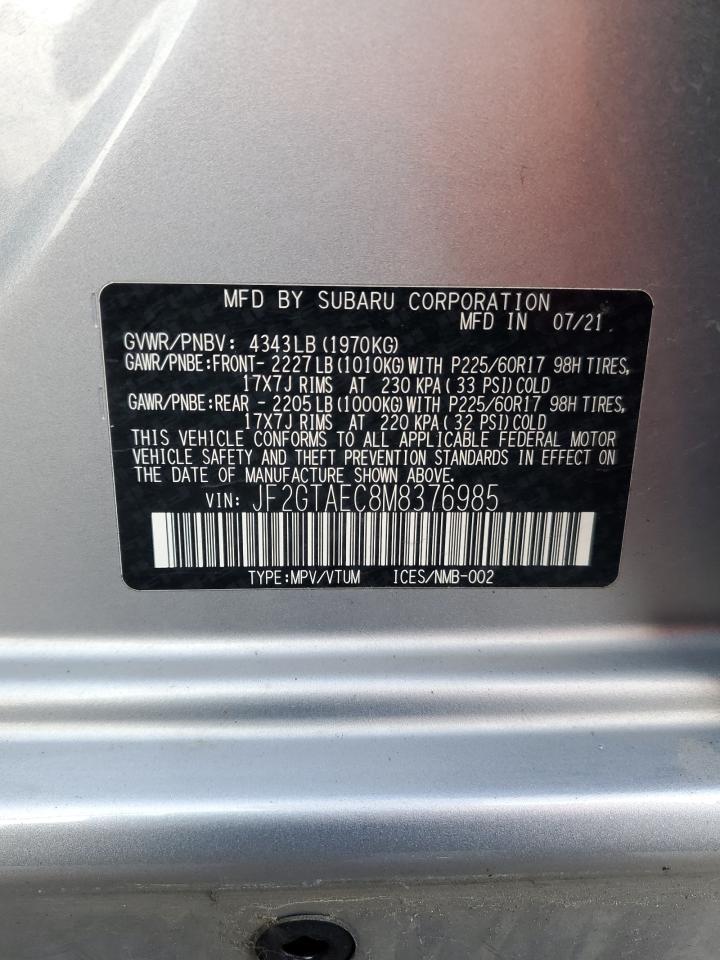 MFD BY SUBARU CORPORATION
MFD IN 07/21
GVWR/PNBV: 4343LB (1970KG)
GAWR/PNBE:FRONT- 2227LB (1010KG) WITH P225/60R17 98H TIRES,
17X7J RIMS AT 230 KPA ( 33 PSI) COLD
GAWR/PNBE:REAR - 2205LB (1000KG) WITH P225/60R17 98H TIRES,
17X7J RIMS AT 220 KPA ( 32 PSI) COLD
THIS VEHICLE CONFORMS TO ALL APPLICABLE FEDERAL MOTOR
VEHICLE SAFETY AND THEFT PREVENTION STANDARDS IN EFFECT ON
THE DATE OF MANUFACTURE SHOWN ABOVE.
VIN: JF2GTAEC8M8376985
TYPE:MPV/VTUM ICES/NMB-002